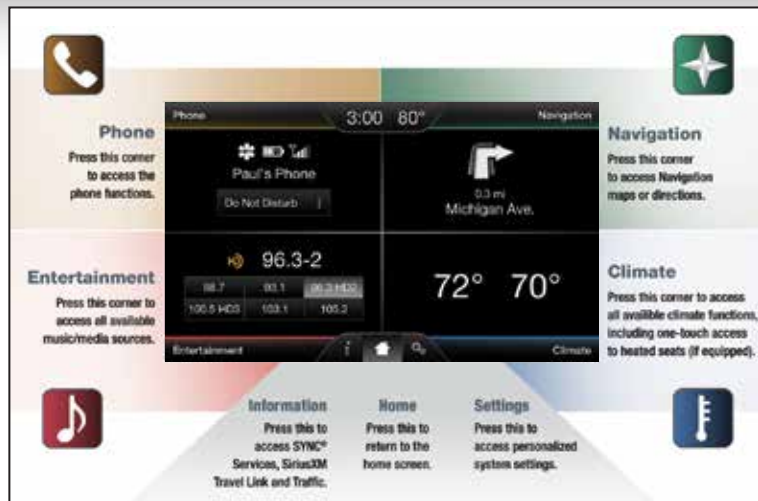 Phone
Press this corner
to access the
phone functions.
Navigation
Press this corner
to access Navigation
maps or directions.
Phone
3:00 80°
Navigation
Paul's Phone
Do Not Disturb
0.3 mi
Michigan Ave.
Entertainment
Press this corner to
access all available
music/media sources.
Climate
Press this corner to access
all availible climate functions,
including one-touch access
to heated seats (if equipped).
96.3-2
98.7 93.1 96.3 HD2
100.5 HD3 103.1 105.3
72° 70°
Entertainment
i
Climate
Information
Press this to
access SYNC®
Services, SiriusXM
Travel Link and Traffic.
Home
Press this to
return to the
home screen.
Settings
Press this to
access personalized
system settings.